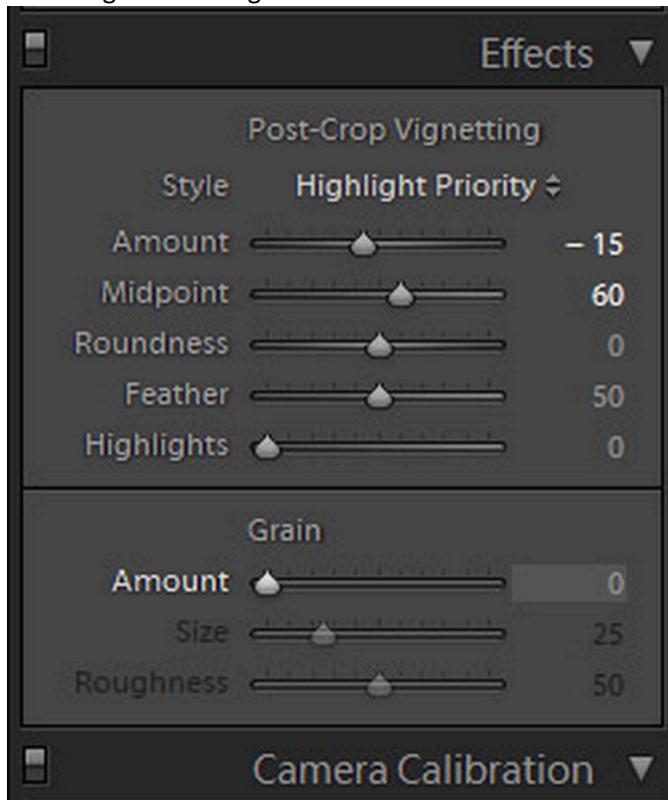 Effects
Post-Crop Vignetting
Style Highlight Priority
Amount – 15
Midpoint 60
Roundness 0
Feather 50
Highlights 0
Grain
Amount 0
Size 25
Roughness 50
Camera Calibration